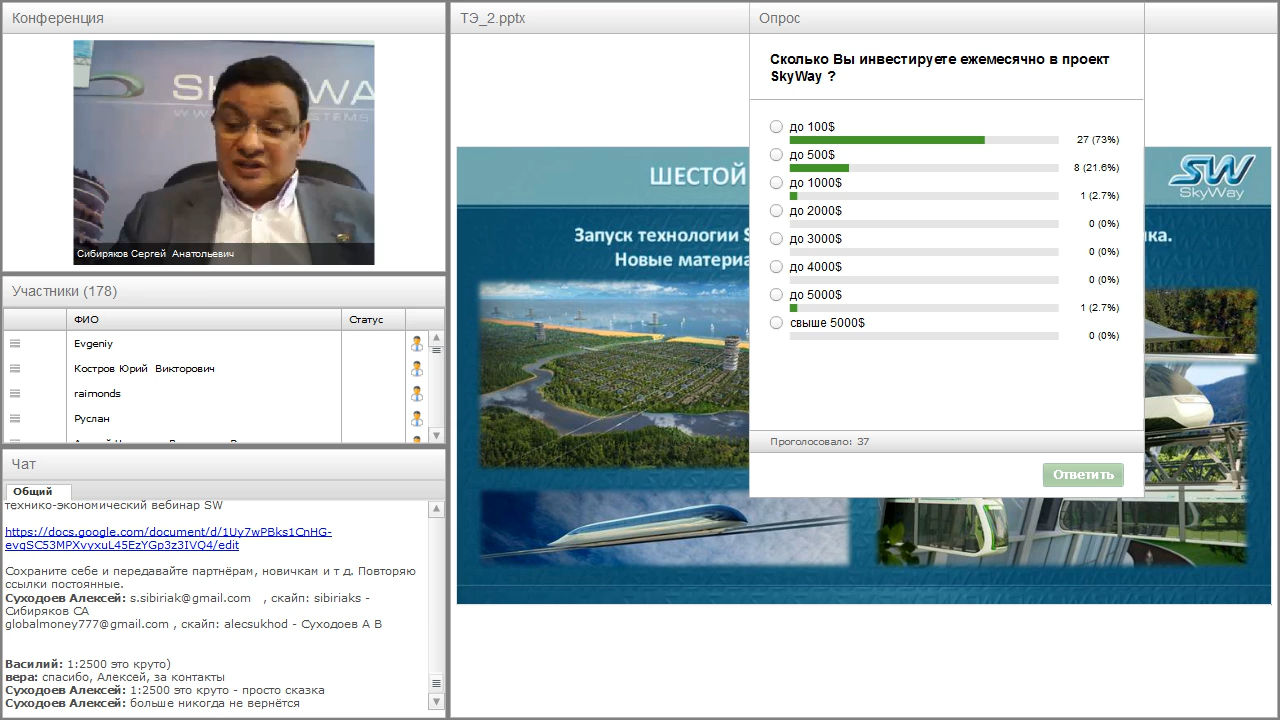 Конференция
SKYWA
Сибиряков Сергей Анатольевич
Участники (178)
ФИО
Статус
Evgeniy
Костров Юрий Викторович
raimonds
Руслан
Чат
Общий
технико-экономический вебинар SW
https://docs.google.com/document/d/1Uy7wPBks1CnHG-
evqSC53MPXvyxuL45EzYGp3z3IVQ4/edit
Сохраните себе и передавайте партнёрам, новичкам и т д. Повторяю
ссылки постоянные.
Суходоев Алексей: s.sibiriak@gmail.com , скайп: sibiriaks -
Сибиряков СА
globalmoney777@gmail.com , скайп: alecsukhod - Суходоев А В
Василий: 1:2500 это круто)
вера: спасибо, Алексей, за контакты
Суходоев Алексей: 1:2500 это круто - просто сказка
Суходоев Алексей: больше никогда не вернётся
ТЭ_2.pptx
ШЕСТОЙ
SW
SkyWay
Запуск технологии S
ка.
Новые материа
Опрос
Сколько Вы инвестируете ежемесячно в проект
SkyWay ?
до 100$
27 (73%)
до 500$
8 (21.6%)
до 1000$
1 (2.7%)
до 2000$
0 (0%)
до 3000$
0 (0%)
до 4000$
0 (0%)
до 5000$
1 (2.7%)
свыше 5000$
0 (0%)
Проголосовало: 37
Ответить